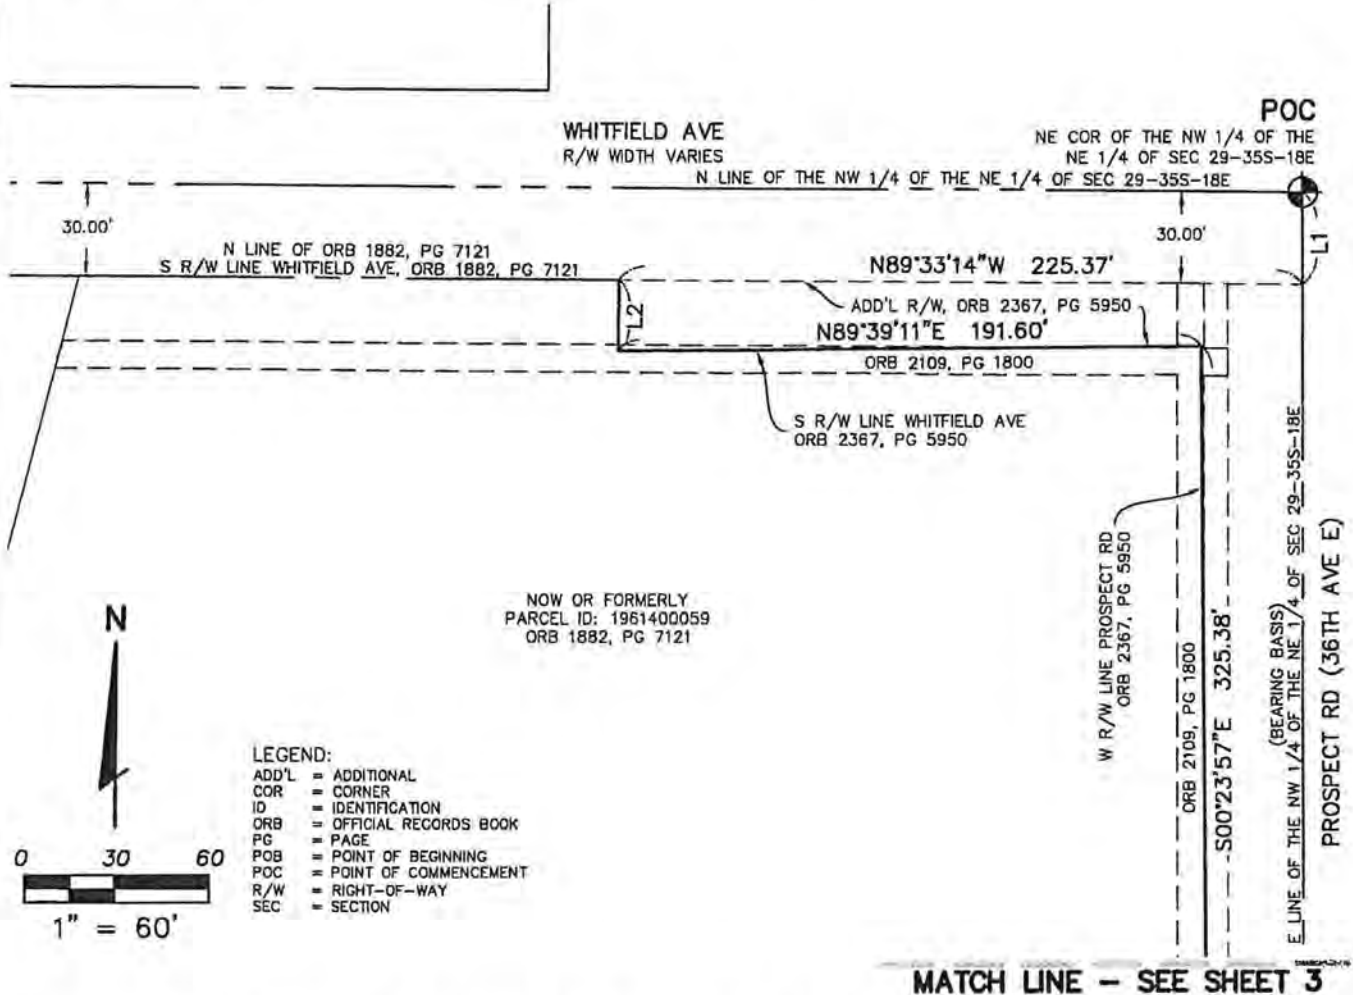 POC
NE COR OF THE NW 1/4 OF THE
NE 1/4 OF SEC 29-35S-18E
WHITFIELD AVE
R/W WIDTH VARIES
N LINE OF THE NW 1/4 OF THE NE 1/4 OF SEC 29-35S-18E
30.00'
30.00'
L1
N LINE OF ORB 1882, PG 7121
S R/W LINE WHITFIELD AVE, ORB 1882, PG 7121
N89°33'14"W 225.37'
ADD'L R/W, ORB 2367, PG 5950
L2
N89°39'11"E 191.60'
ORB 2109, PG 1800
S R/W LINE WHITFIELD AVE
ORB 2367, PG 5950
W R/W LINE PROSPECT RD
ORB 2367, PG 5950
ORB 2109, PG 1800
S00°23'57"E 325.38'
(BEARING BASIS)
E LINE OF THE NW 1/4 OF THE NE 1/4 OF SEC 29-35S-18E
PROSPECT RD (36TH AVE E)
NOW OR FORMERLY
PARCEL ID: 1961400059
ORB 1882, PG 7121
N
LEGEND:
ADD'L = ADDITIONAL
COR = CORNER
ID = IDENTIFICATION
ORB = OFFICIAL RECORDS BOOK
PG = PAGE
POB = POINT OF BEGINNING
POC = POINT OF COMMENCEMENT
R/W = RIGHT-OF-WAY
SEC = SECTION
0 30 60
1" = 60'
MATCH LINE - SEE SHEET 3